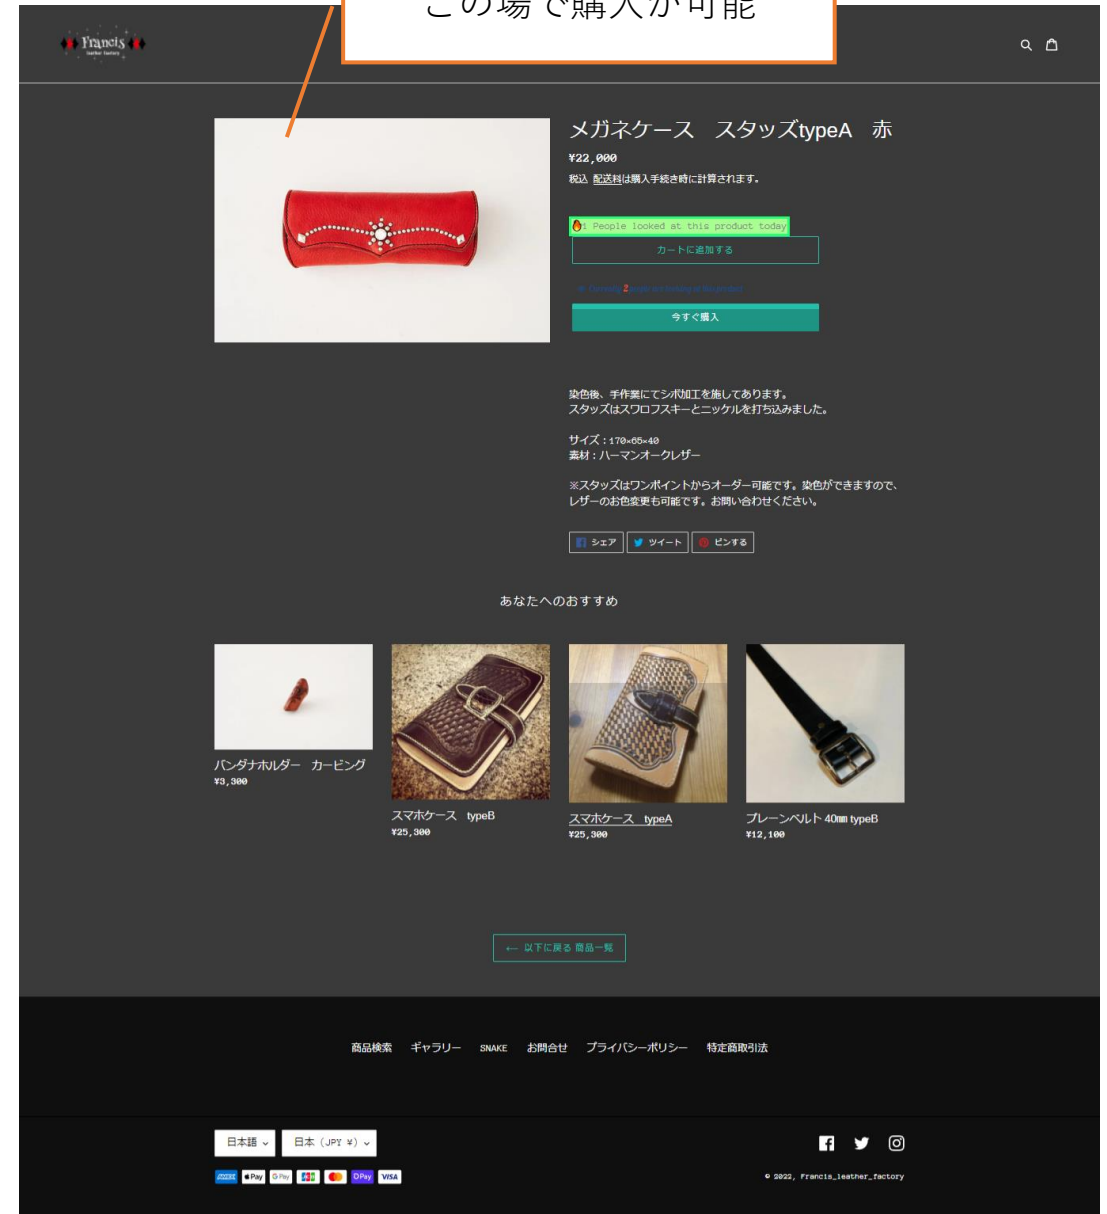 この場で購入が可能
Francis
leather factory
メガネケース　スタッズtypeA　赤
¥22,000
税込 配送料は購入手続き時に計算されます。
1 People looked at this product today
カートに追加する
Currently 2
今すぐ購入
染色後、手作業にてシボ加工を施してあります。
スタッズはスワロフスキーとニッケルを打ち込みました。
サイズ：170×65×40
素材：ハーマンオークレザー
※スタッズはワンポイントからオーダー可能です。染色ができますので、
レザーのお色変更も可能です。お問い合わせください。
シェア ツイート ピンする
あなたへのおすすめ
バンダナホルダー　カービング
¥3,300
スマホケース　typeB
¥25,300
スマホケース　typeA
¥25,300
プレーンベルト 40㎜ typeB
¥12,100
← 以下に戻る 商品一覧
商品検索 ギャラリー SNAKE お問合せ プライバシーポリシー 特定商取引法
日本語 日本 (JPY ¥)
AMEX Pay G Pay JCB OPay VISA
© 2022, Francis_leather_factory